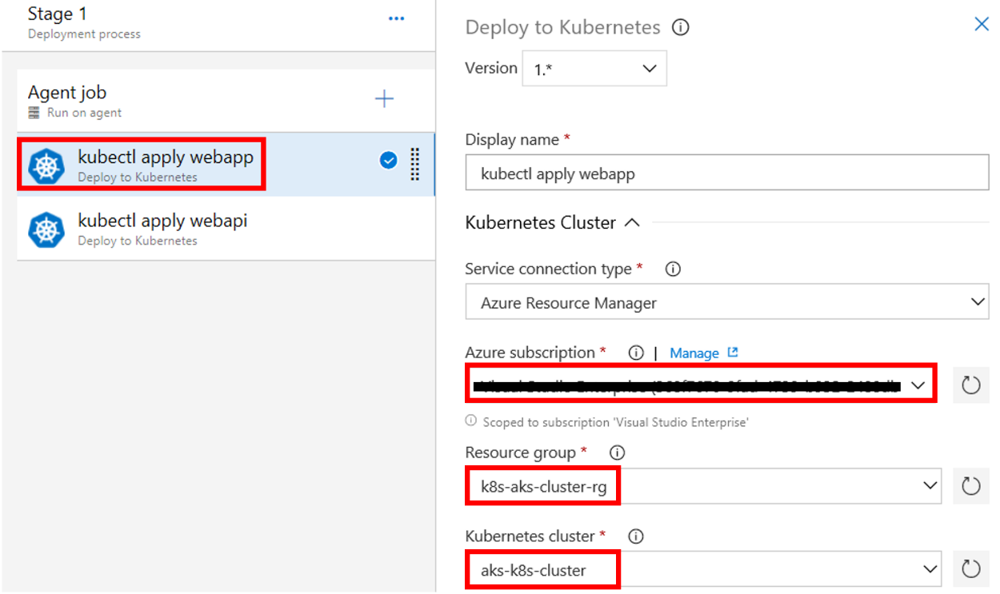 Stage 1
Deployment process
Agent job
Run on agent
kubectl apply webapp
Deploy to Kubernetes
kubectl apply webapi
Deploy to Kubernetes
Deploy to Kubernetes
Version 1.*
Display name *
kubectl apply webapp
Kubernetes Cluster
Service connection type *
Azure Resource Manager
Azure subscription * | Manage
Scoped to subscription 'Visual Studio Enterprise'
Resource group *
k8s-aks-cluster-rg
Kubernetes cluster *
aks-k8s-cluster